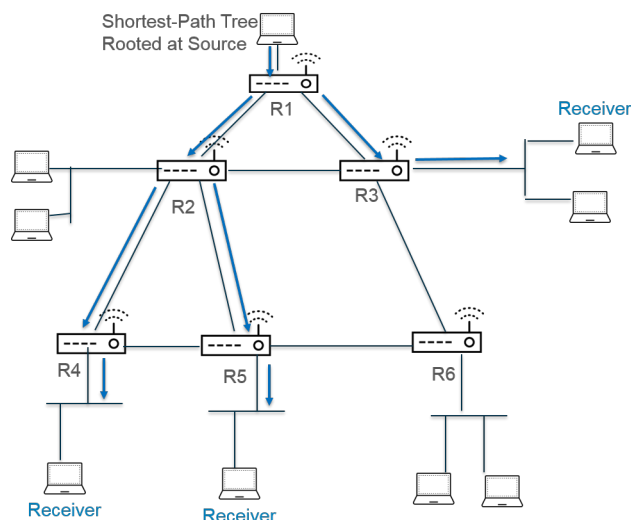 Shortest-Path Tree
Rooted at Source
R1
Receiver
R2
R3
R4
R5
R6
Receiver
Receiver